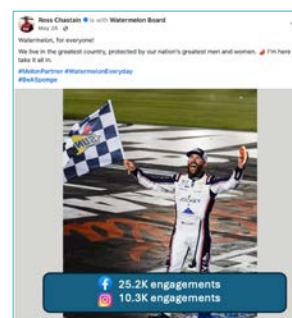 Ross Chastain is with Watermelon Board
May 26
Watermelon, for everyone!
We live in the greatest country, protected by our nation's greatest men and women. I'm here
take it all in.
#MelonPartner #WatermelonEveryday
#BeASponge
SUN
JOCKEY
25.2K engagements
10.3K engagements